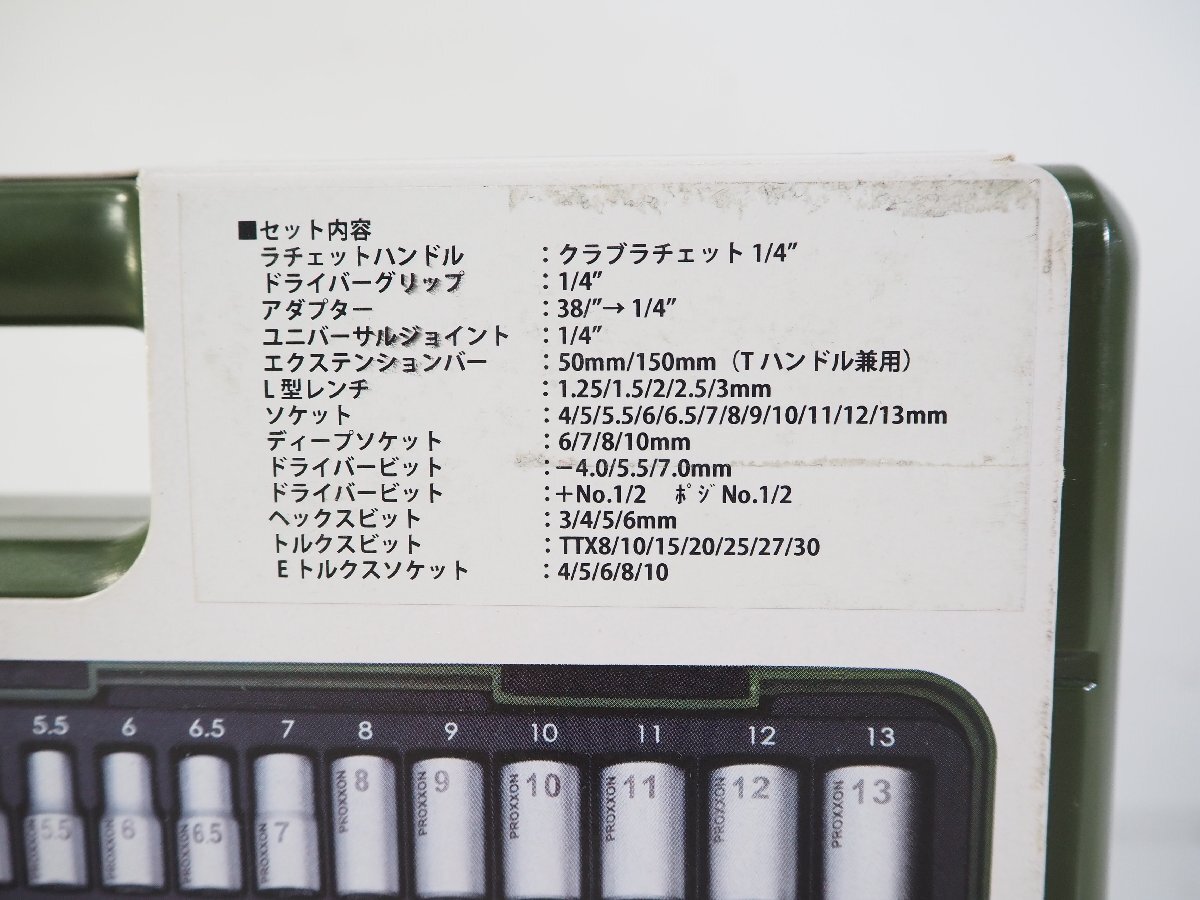 ■セット内容
ラチェットハンドル ：クラブラチェット 1/4”
ドライバーグリップ ：1/4”
アダプター ：38/”→ 1/4”
ユニバーサルジョイント ：1/4”
エクステンションバー ：50mm/150mm（T ハンドル兼用）
L 型レンチ ：1.25/1.5/2/2.5/3mm
ソケット ：4/5/5.5/6/6.5/7/8/9/10/11/12/13mm
ディープソケット ：6/7/8/10mm
ドライバービット ：－4.0/5.5/7.0mm
ドライバービット ：＋No.1/2 ﾎﾟｼﾞ No.1/2
ヘックスビット ：3/4/5/6mm
トルクスビット ：TTX8/10/15/20/25/27/30
E トルクスソケット ：4/5/6/8/10
5.5 6 6.5 7 8 9 10 11 12 13
PROXXON 5.5
PROXXON 6
PROXXON 6.5
PROXXON 7
PROXXON 8
PROXXON 9
PROXXON 10
PROXXON 11
PROXXON 12
PROXXON 13